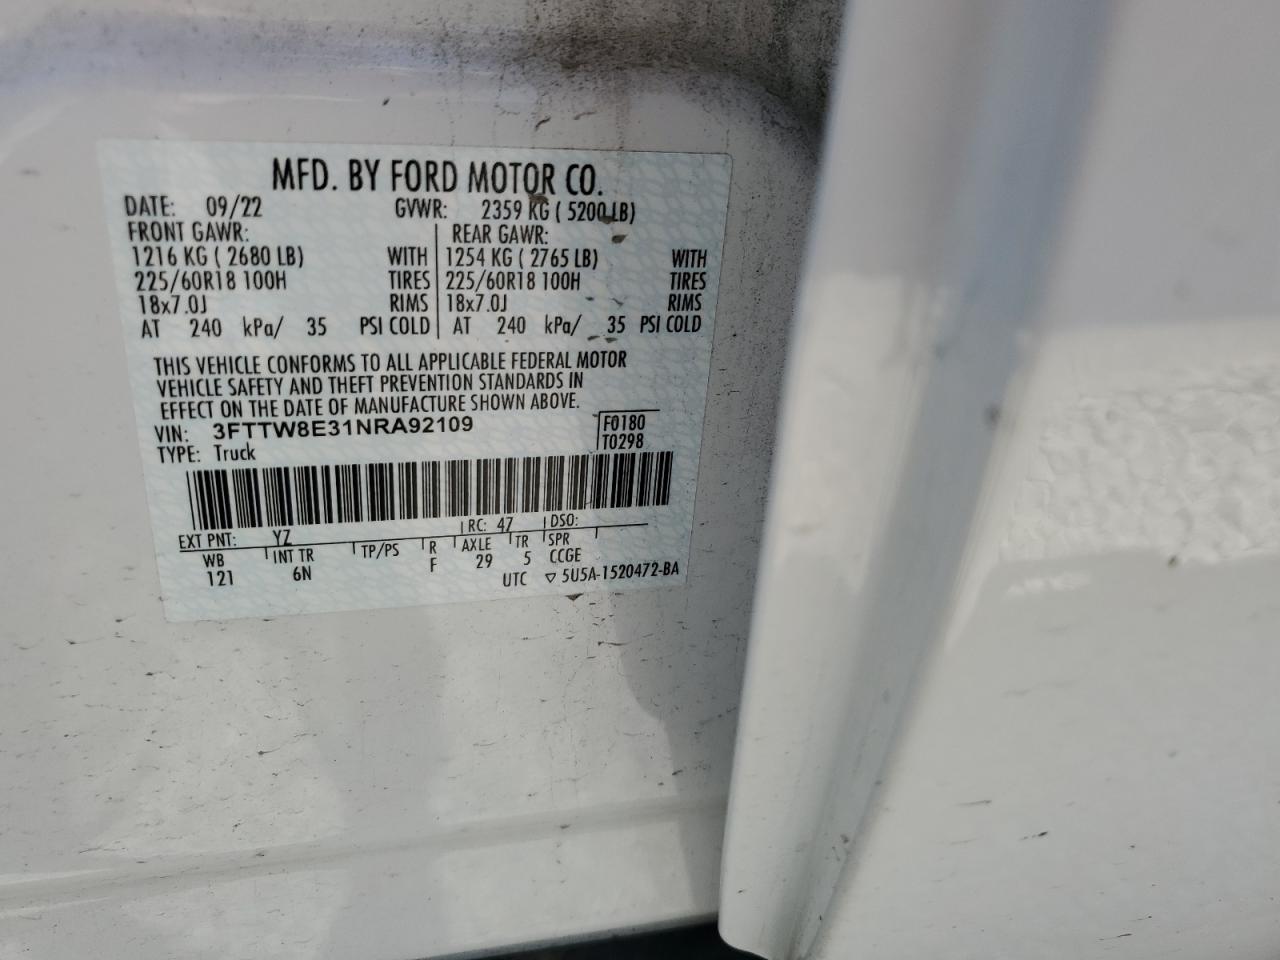 MFD. BY FORD MOTOR CO.
DATE: 09/22 GVWR: 2359 KG ( 5200 LB)
FRONT GAWR: REAR GAWR:
1216 KG ( 2680 LB) WITH 1254 KG ( 2765 LB) WITH
225/60R18 100H TIRES 225/60R18 100H TIRES
18x7.0J RIMS 18x7.0J RIMS
AT 240 kPa/ 35 PSI COLD AT 240 kPa/ 35 PSI COLD
THIS VEHICLE CONFORMS TO ALL APPLICABLE FEDERAL MOTOR
VEHICLE SAFETY AND THEFT PREVENTION STANDARDS IN
EFFECT ON THE DATE OF MANUFACTURE SHOWN ABOVE.
VIN: 3FTTW8E31NRA92109 F0180
TYPE: Truck T0298
EXT PNT: YZ RC: 47 DSO:
WB INT TR TP/PS R AXLE TR SPR
121 6N F 29 5 CCGE
UTC ▽ 5U5A-1520472-BA